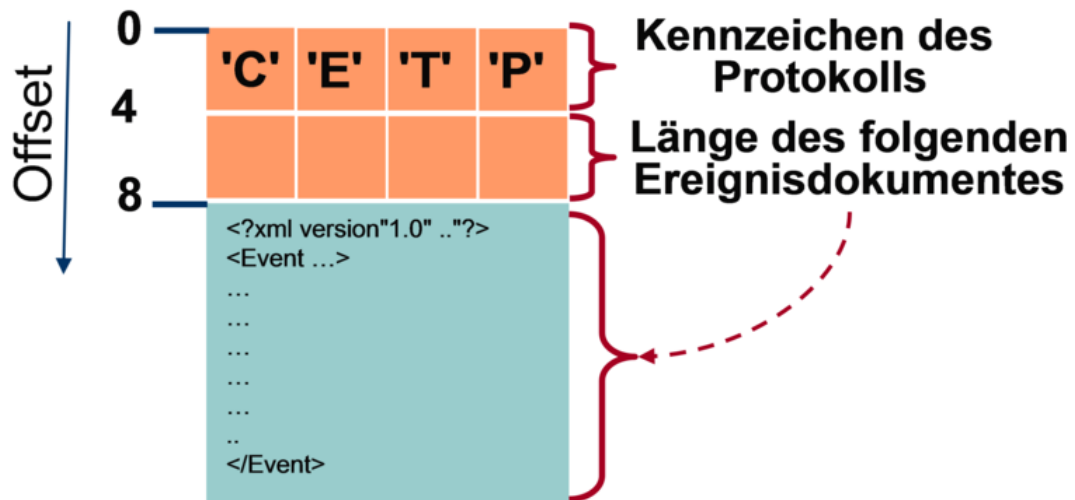 Offset
0
'C' 'E' 'T' 'P'
Kennzeichen des
Protokolls
4
Länge des folgenden
Ereignisdokumentes
8
<?xml version"1.0" .."?>
<Event …>
…
…
…
…
…
..
</Event>